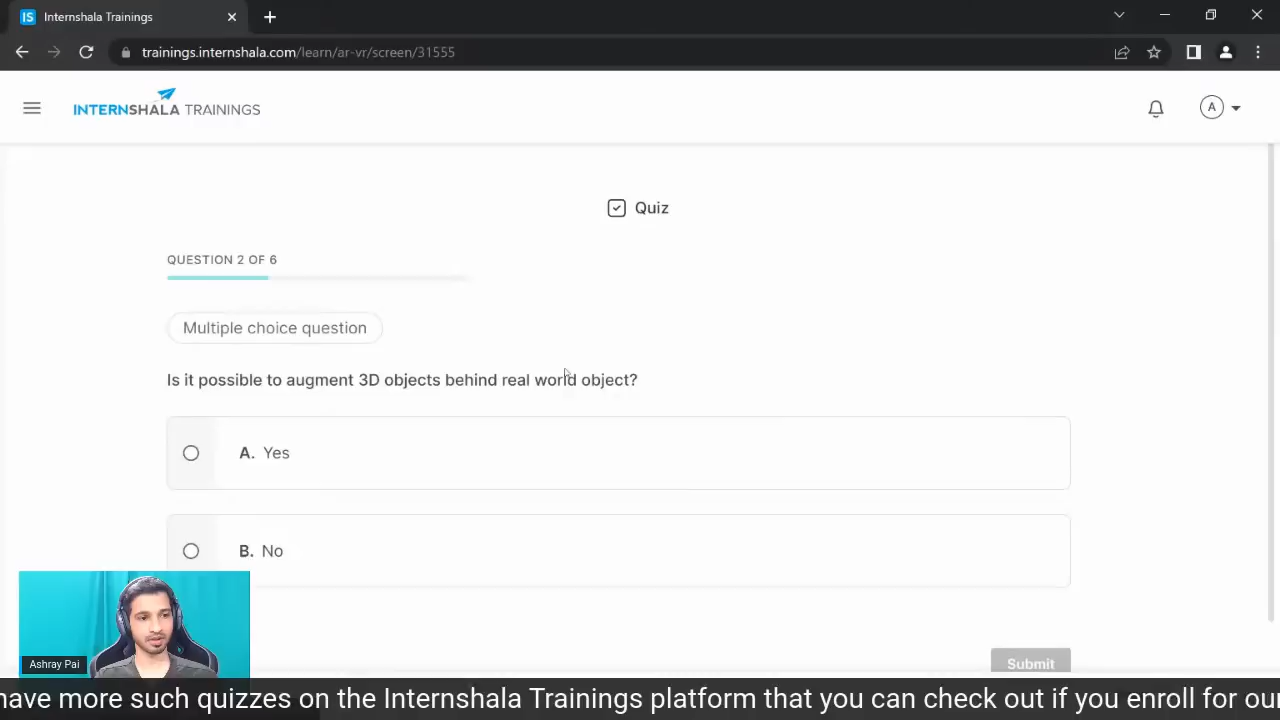 IS Internshala Trainings
trainings.internshala.com/learn/ar-vr/screen/31555
INTERNSHALA TRAININGS
A
Quiz
QUESTION 2 OF 6
Multiple choice question
Is it possible to augment 3D objects behind real world object?
A. Yes
B. No
Submit
Ashray Pai
have more such quizzes on the Internshala Trainings platform that you can check out if you enroll for ou